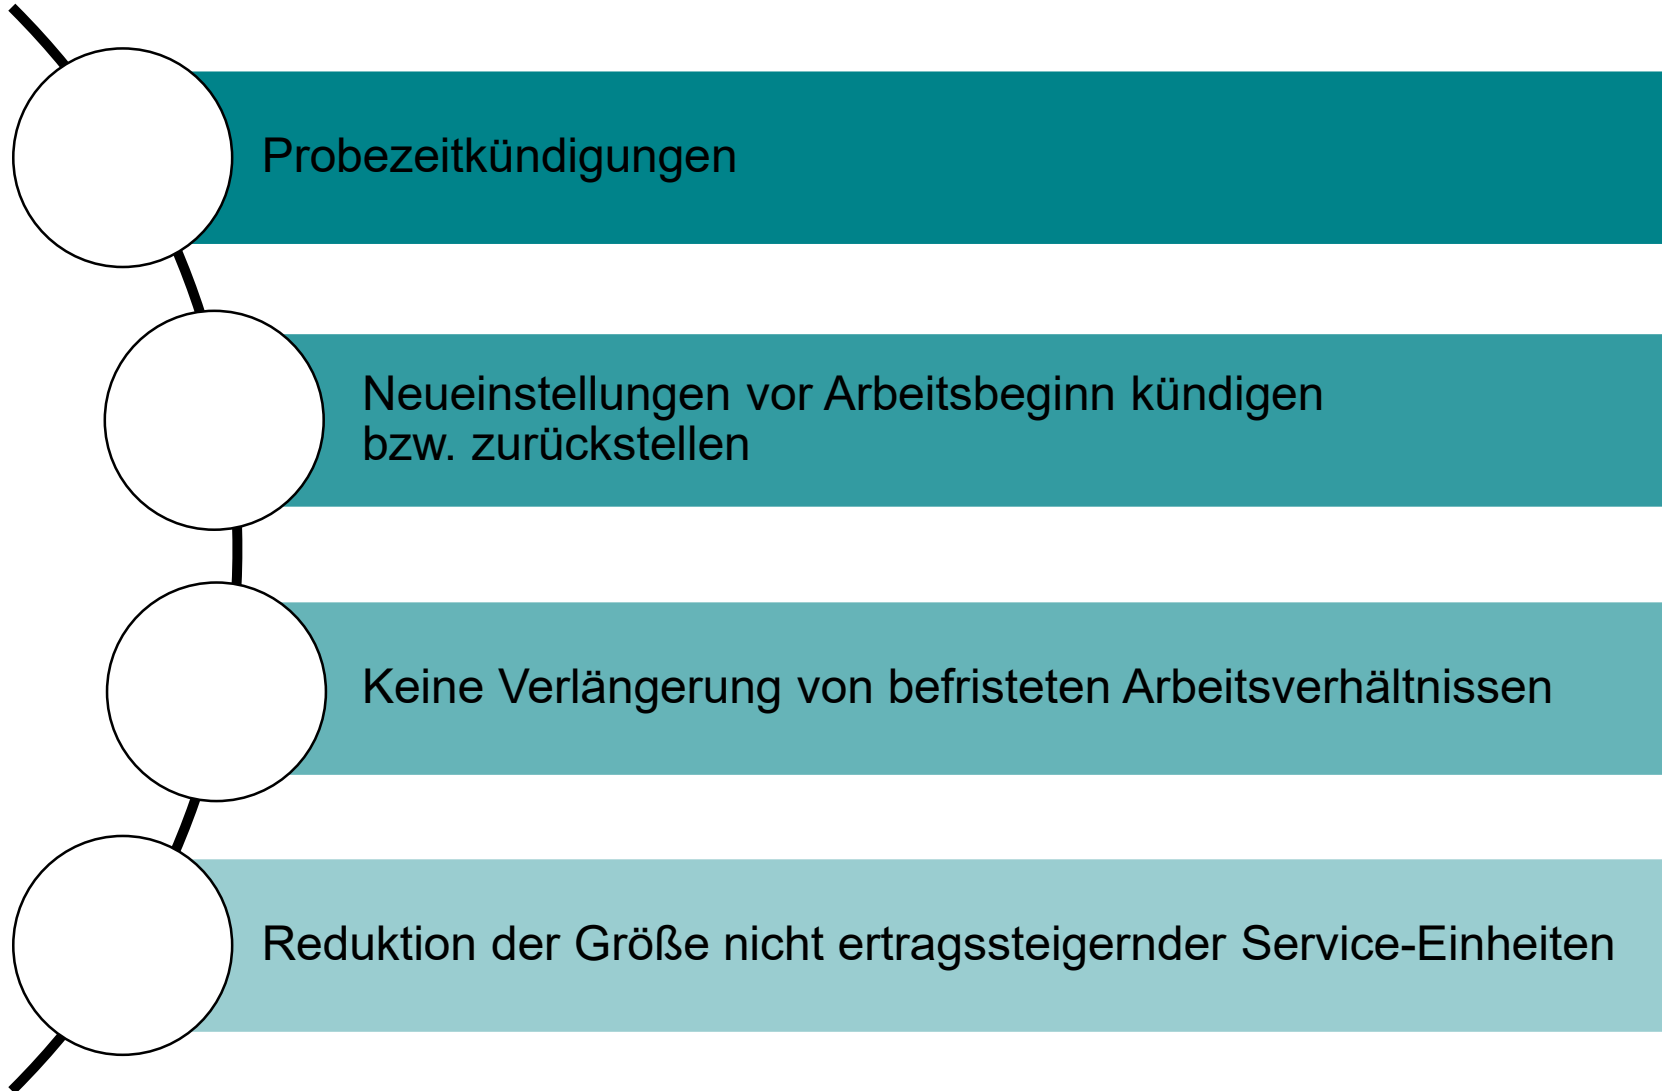 Probezeitkündigungen
Neueinstellungen vor Arbeitsbeginn kündigen
bzw. zurückstellen
Keine Verlängerung von befristeten Arbeitsverhältnissen
Reduktion der Größe nicht ertragssteigernder Service-Einheiten